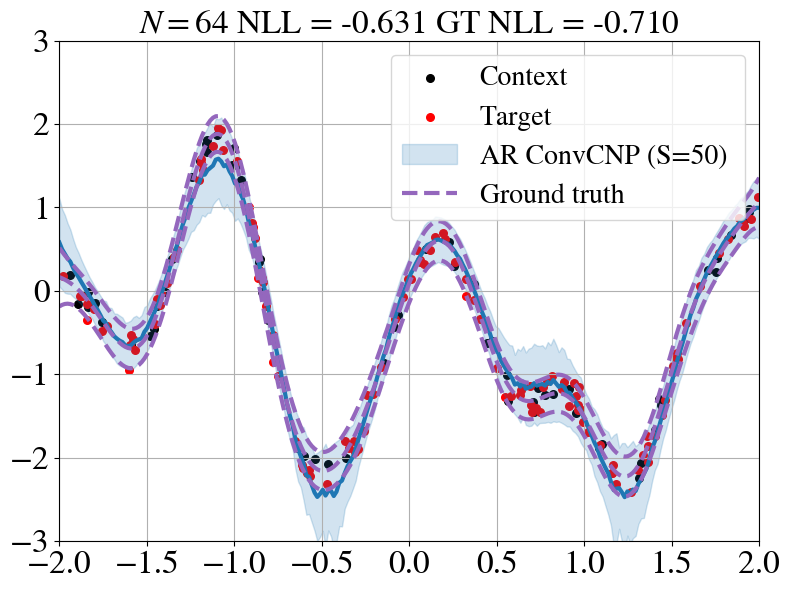 N = 64 NLL = -0.631 GT NLL = -0.710
3
2
1
0
−1
−2
−3
Context
Target
AR ConvCNP (S=50)
Ground truth
−2.0 −1.5 −1.0 −0.5 0.0 0.5 1.0 1.5 2.0